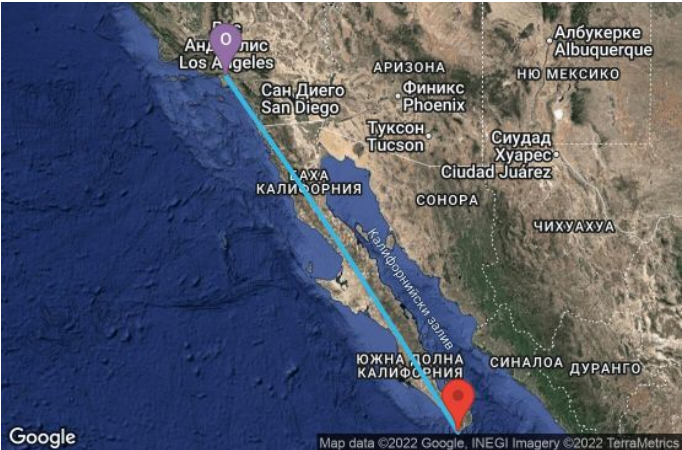 Лос
Анджелис
Los Angeles
O
Сан Диего
San Diego
АРИЗОНА
Финикс
Phoenix
Туксон
Tucson
Албукерке
Albuquerque
НЮ МЕКСИКО
Сиудад
Хуарес
Ciudad Juárez
БАХА
КАЛИФОРНИЯ
СОНОРА
ЧИХУАХУА
Калифорнийски залив
ЮЖНА ДОЛНА
КАЛИФОРНИЯ
СИНАЛОА
ДУРАНГО
Google
Map data ©2022 Google, INEGI Imagery ©2022 TerraMetrics